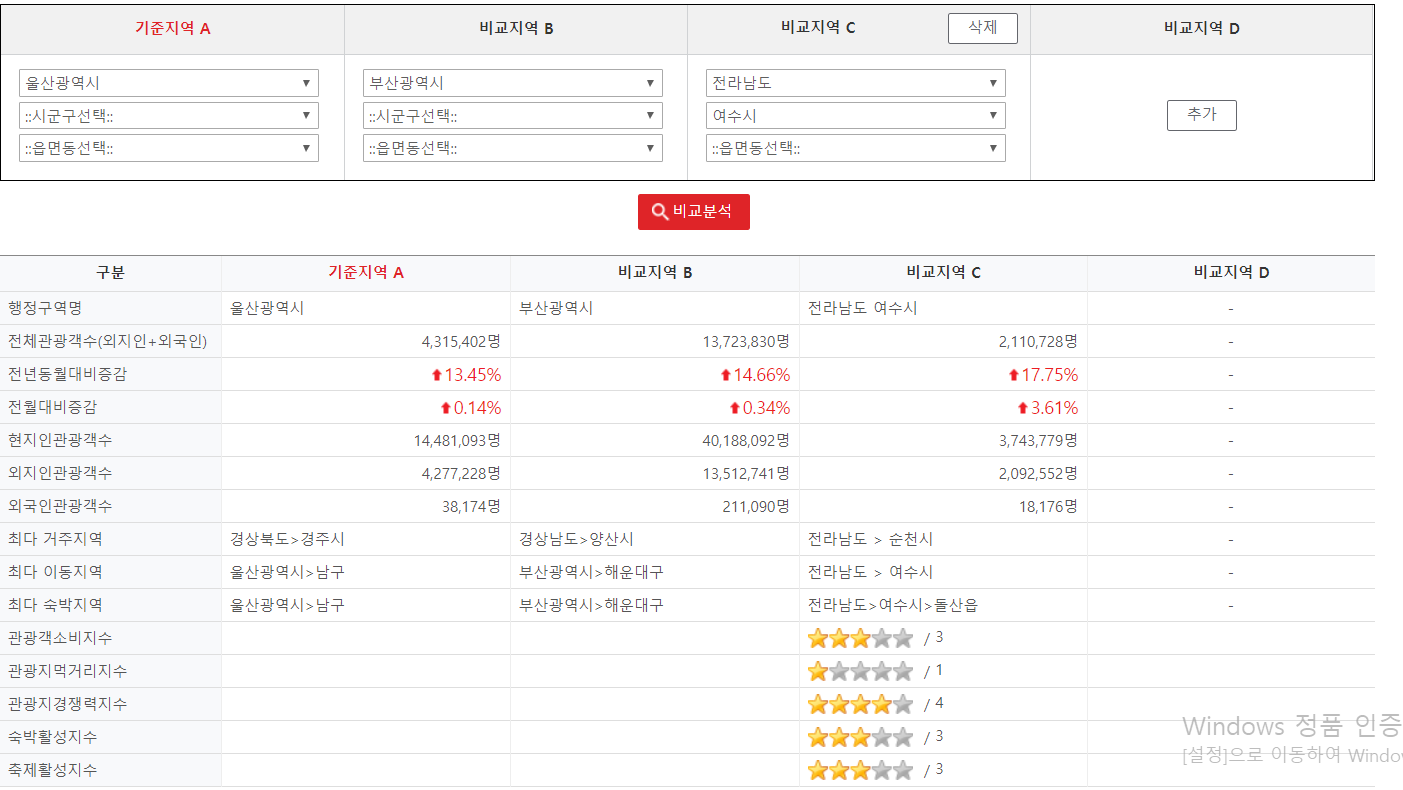 기준지역 A 비교지역 B 비교지역 C 삭제 비교지역 D
울산광역시 부산광역시 전라남도
::시군구선택:: ::시군구선택:: 여수시 추가
::읍면동선택:: ::읍면동선택:: ::읍면동선택::
비교분석
구분 기준지역 A 비교지역 B 비교지역 C 비교지역 D
행정구역명 울산광역시 부산광역시 전라남도 여수시 -
전체관광객수(외지인+외국인) 4,315,402명 13,723,830명 2,110,728명 -
전년동월대비증감 13.45% 14.66% 17.75% -
전월대비증감 0.14% 0.34% 3.61% -
현지인관광객수 14,481,093명 40,188,092명 3,743,779명 -
외지인관광객수 4,277,228명 13,512,741명 2,092,552명 -
외국인관광객수 38,174명 211,090명 18,176명 -
최다 거주지역 경상북도>경주시 경상남도>양산시 전라남도 > 순천시 -
최다 이동지역 울산광역시>남구 부산광역시>해운대구 전라남도 > 여수시 -
최다 숙박지역 울산광역시>남구 부산광역시>해운대구 전라남도>여수시>돌산읍 -
관광객소비지수 / 3
관광지먹거리지수 / 1
관광지경쟁력지수 / 4
숙박활성지수 / 3
축제활성지수 / 3
Windows 정품 인증
[설정]으로 이동하여 Windo